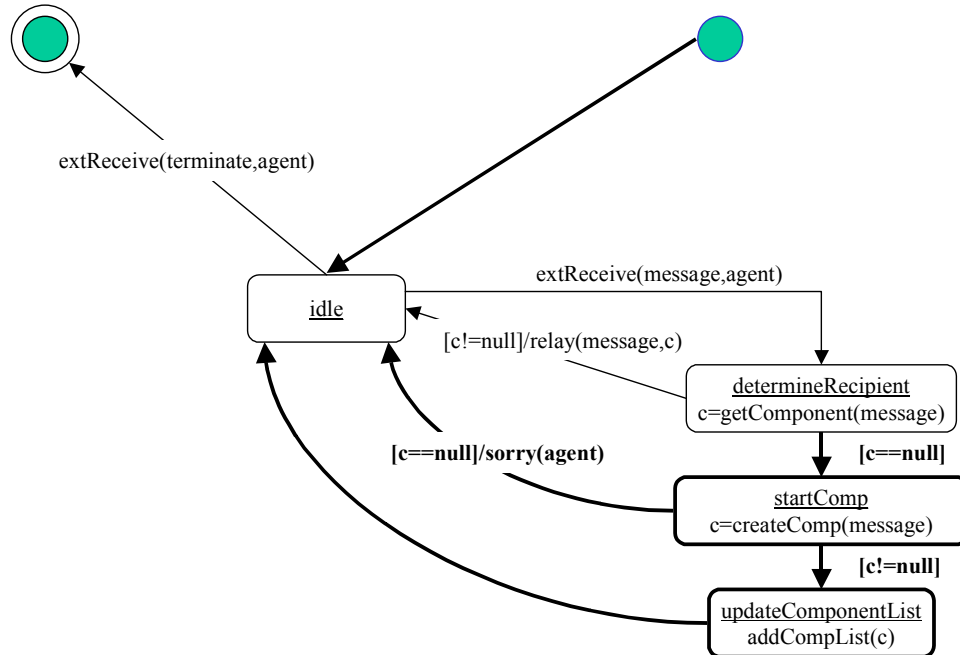 extReceive(terminate,agent)
extReceive(message,agent)
idle
[c!=null]/relay(message,c)
determineRecipient
c=getComponent(message)
[c==null]/sorry(agent)
[c==null]
startComp
c=createComp(message)
[c!=null]
updateComponentList
addCompList(c)